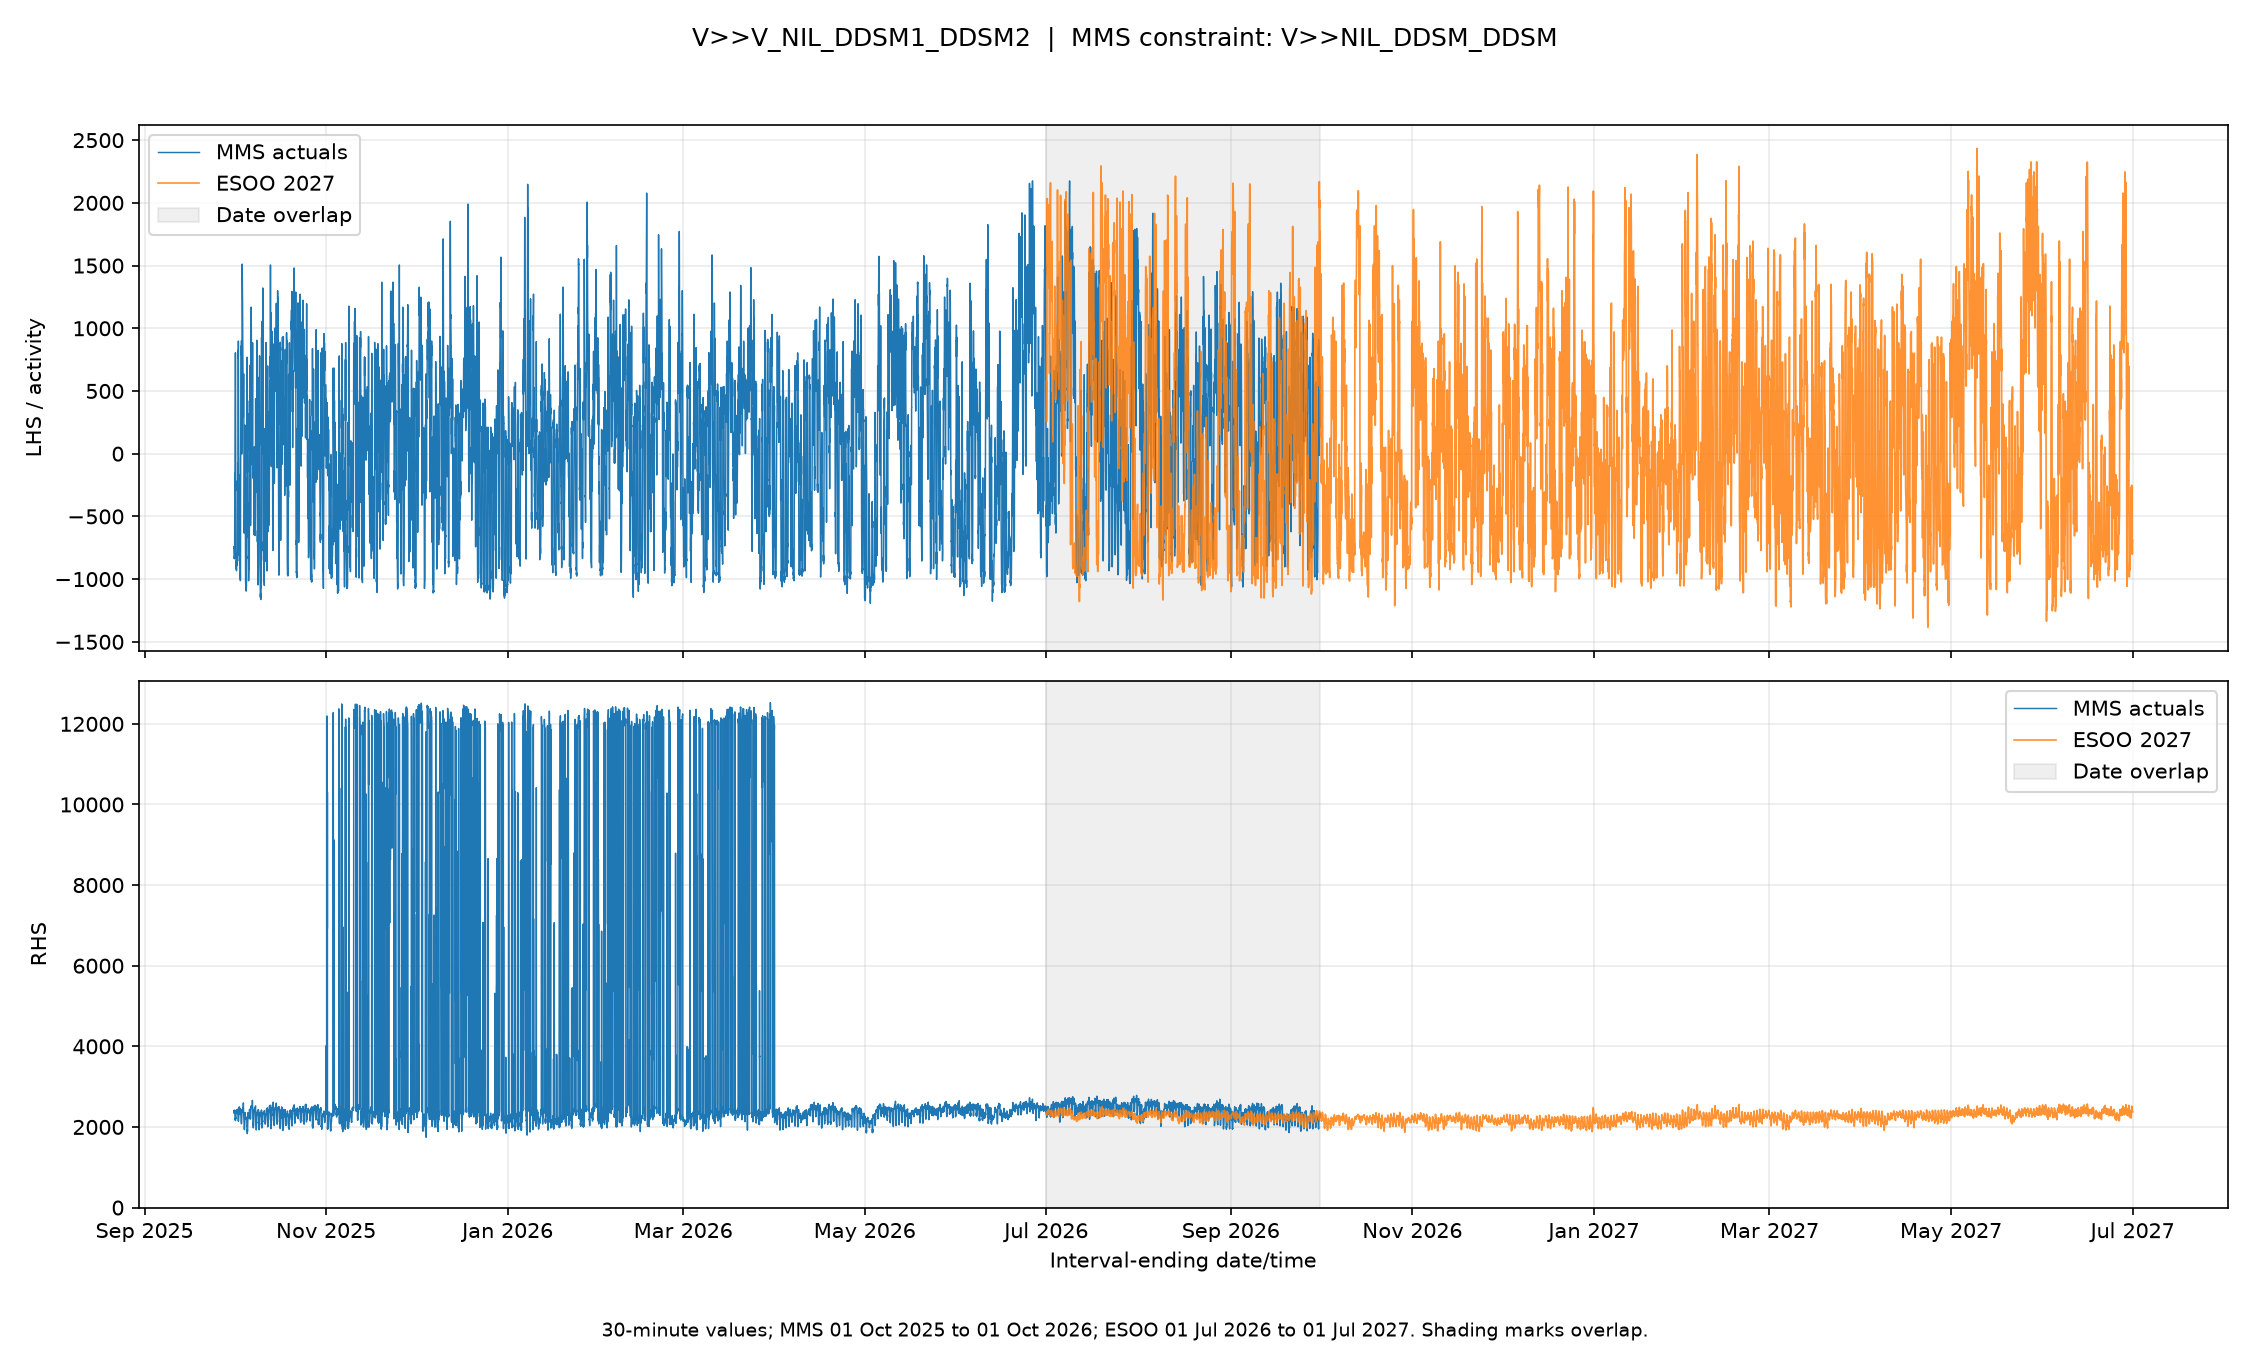 V>>V_NIL_DDSM1_DDSM2 | MMS constraint: V>>NIL_DDSM_DDSM
LHS / activity
2500
2000
1500
1000
500
0
−500
−1000
−1500
MMS actuals
ESOO 2027
Date overlap
RHS
12000
10000
8000
6000
4000
2000
0
MMS actuals
ESOO 2027
Date overlap
Sep 2025 Nov 2025 Jan 2026 Mar 2026 May 2026 Jul 2026 Sep 2026 Nov 2026 Jan 2027 Mar 2027 May 2027 Jul 2027
Interval-ending date/time
30-minute values; MMS 01 Oct 2025 to 01 Oct 2026; ESOO 01 Jul 2026 to 01 Jul 2027. Shading marks overlap.